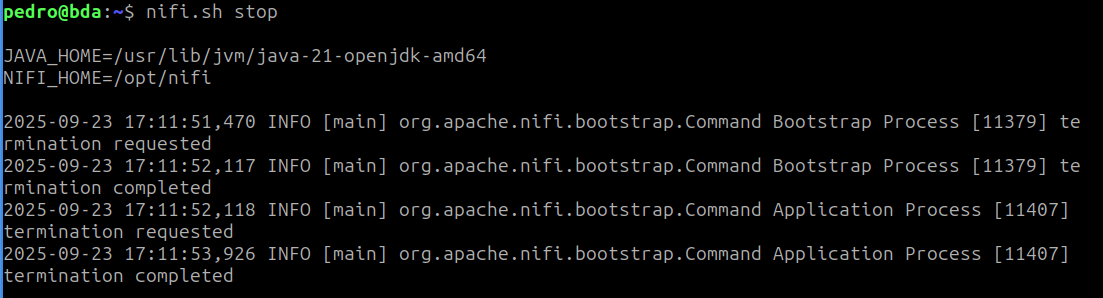 pedro@bda:~$ nifi.sh stop
JAVA_HOME=/usr/lib/jvm/java-21-openjdk-amd64
NIFI_HOME=/opt/nifi
2025-09-23 17:11:51,470 INFO [main] org.apache.nifi.bootstrap.Command Bootstrap Process [11379] te
rmination requested
2025-09-23 17:11:52,117 INFO [main] org.apache.nifi.bootstrap.Command Bootstrap Process [11379] te
rmination completed
2025-09-23 17:11:52,118 INFO [main] org.apache.nifi.bootstrap.Command Application Process [11407]
termination requested
2025-09-23 17:11:53,926 INFO [main] org.apache.nifi.bootstrap.Command Application Process [11407]
termination completed